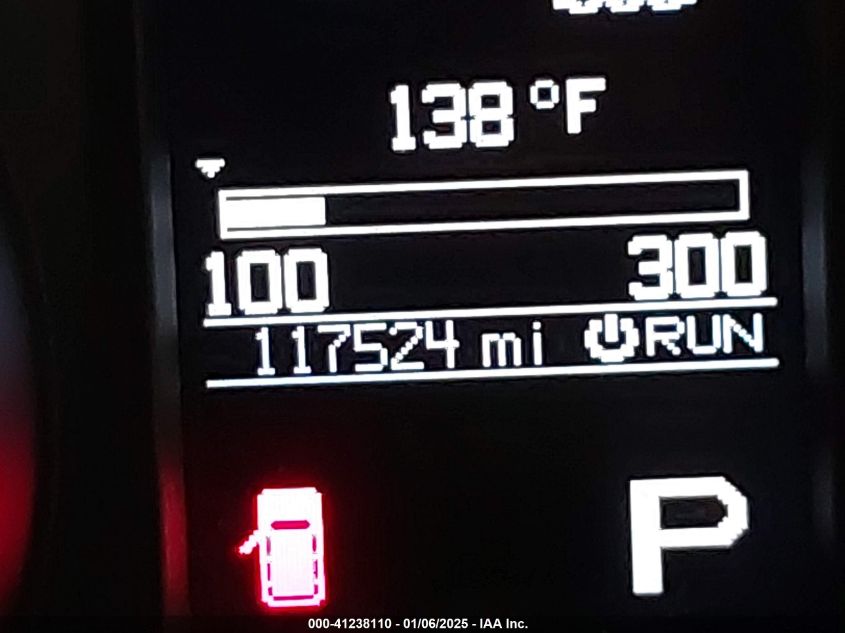 138 °F
100 300
117524 mi RUN
P
000-41238110 - 01/06/2025 - IAA Inc.